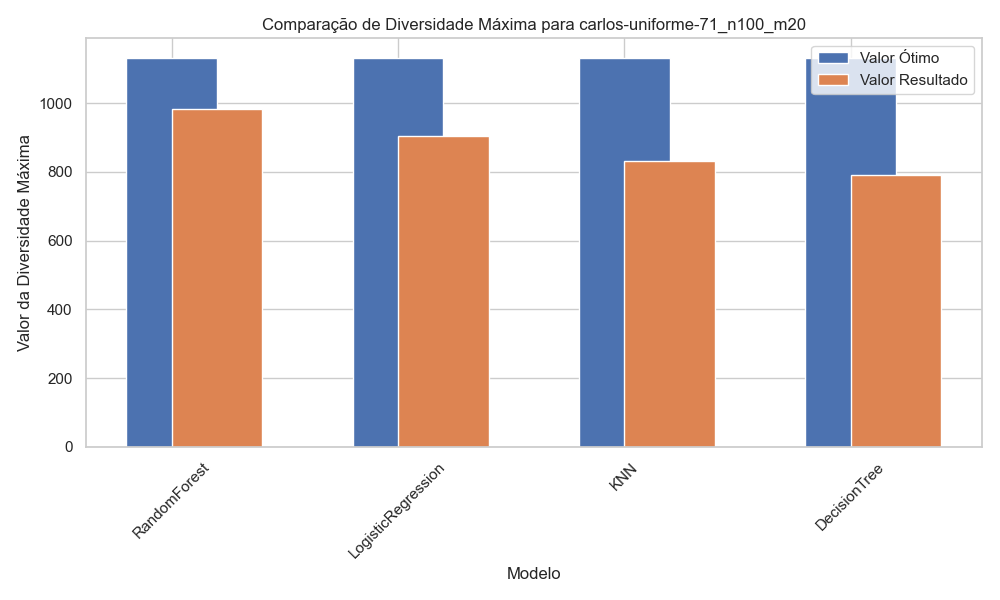 Comparação de Diversidade Máxima para carlos-uniforme-71_n100_m20
Valor Ótimo
Valor Resultado
Valor da Diversidade Máxima
1000
800
600
400
200
0
RandomForest
LogisticRegression
KNN
DecisionTree
Modelo